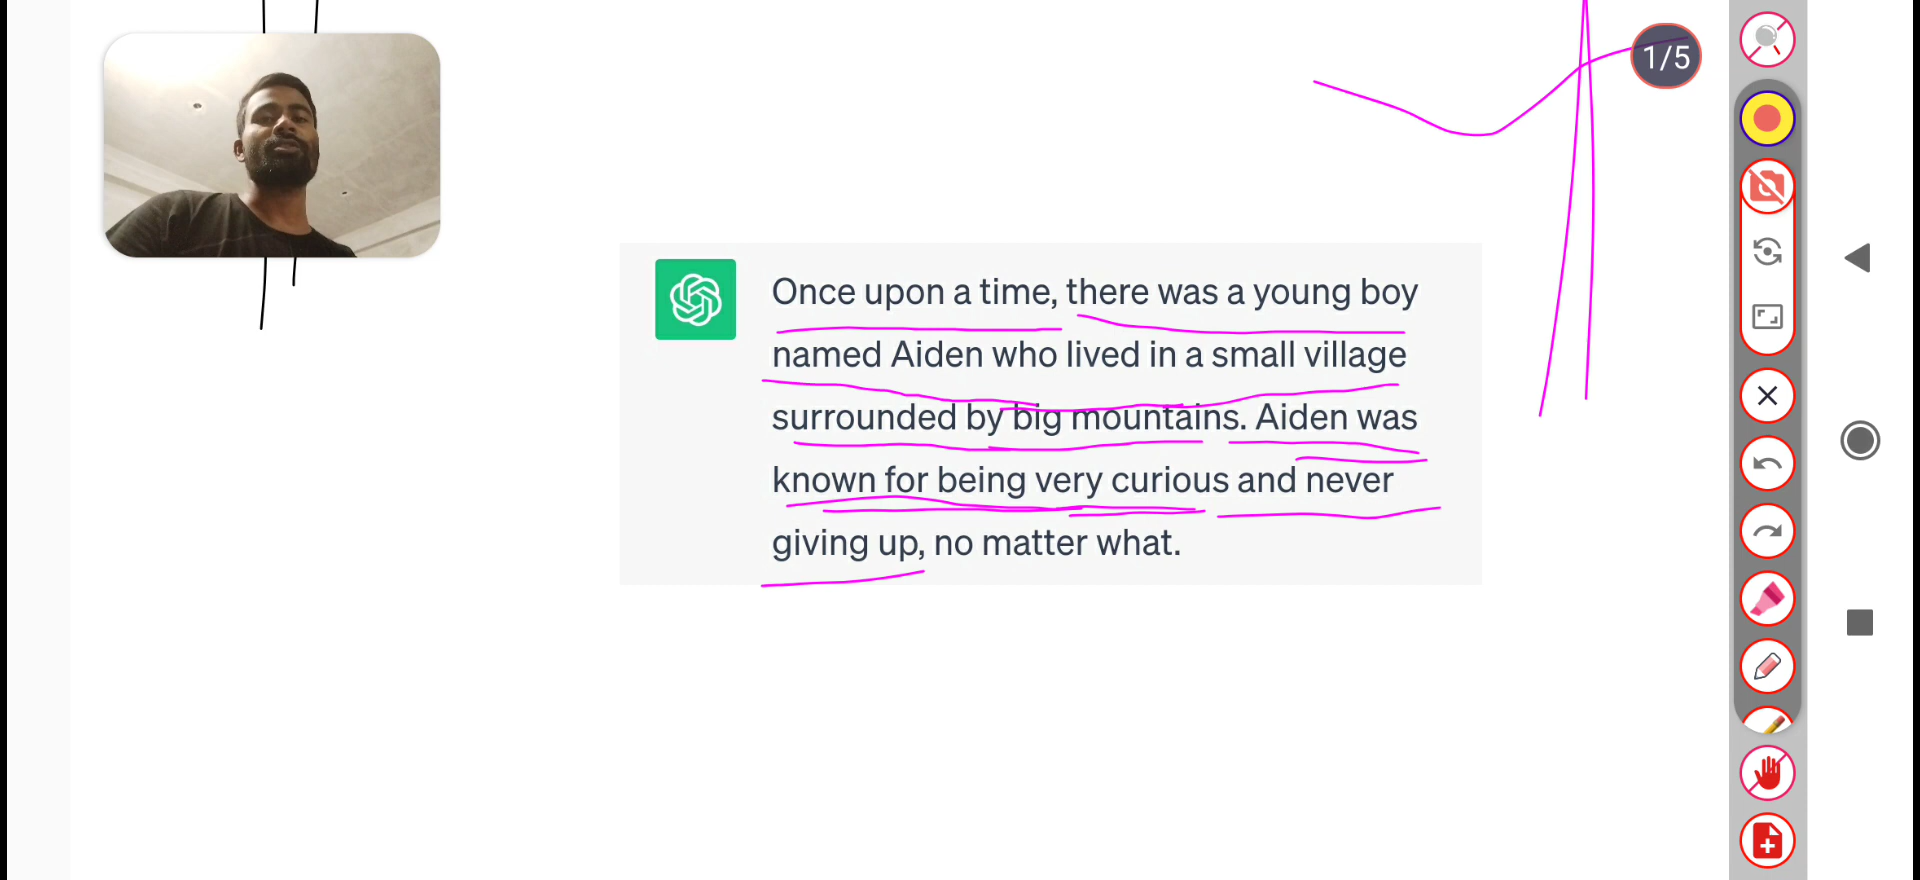 1/5
Once upon a time, there was a young boy
named Aiden who lived in a small village
surrounded by big mountains. Aiden was
known for being very curious and never
giving up, no matter what.